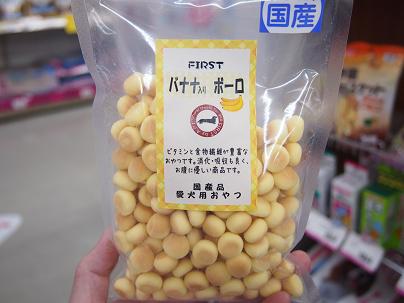 国産
FIRST
バナナ入り ボーロ
ビタミンと食物繊維が豊富な
おやつです。消化・吸収も良く、
お腹に優しい商品です。
国産品
愛犬用おやつ